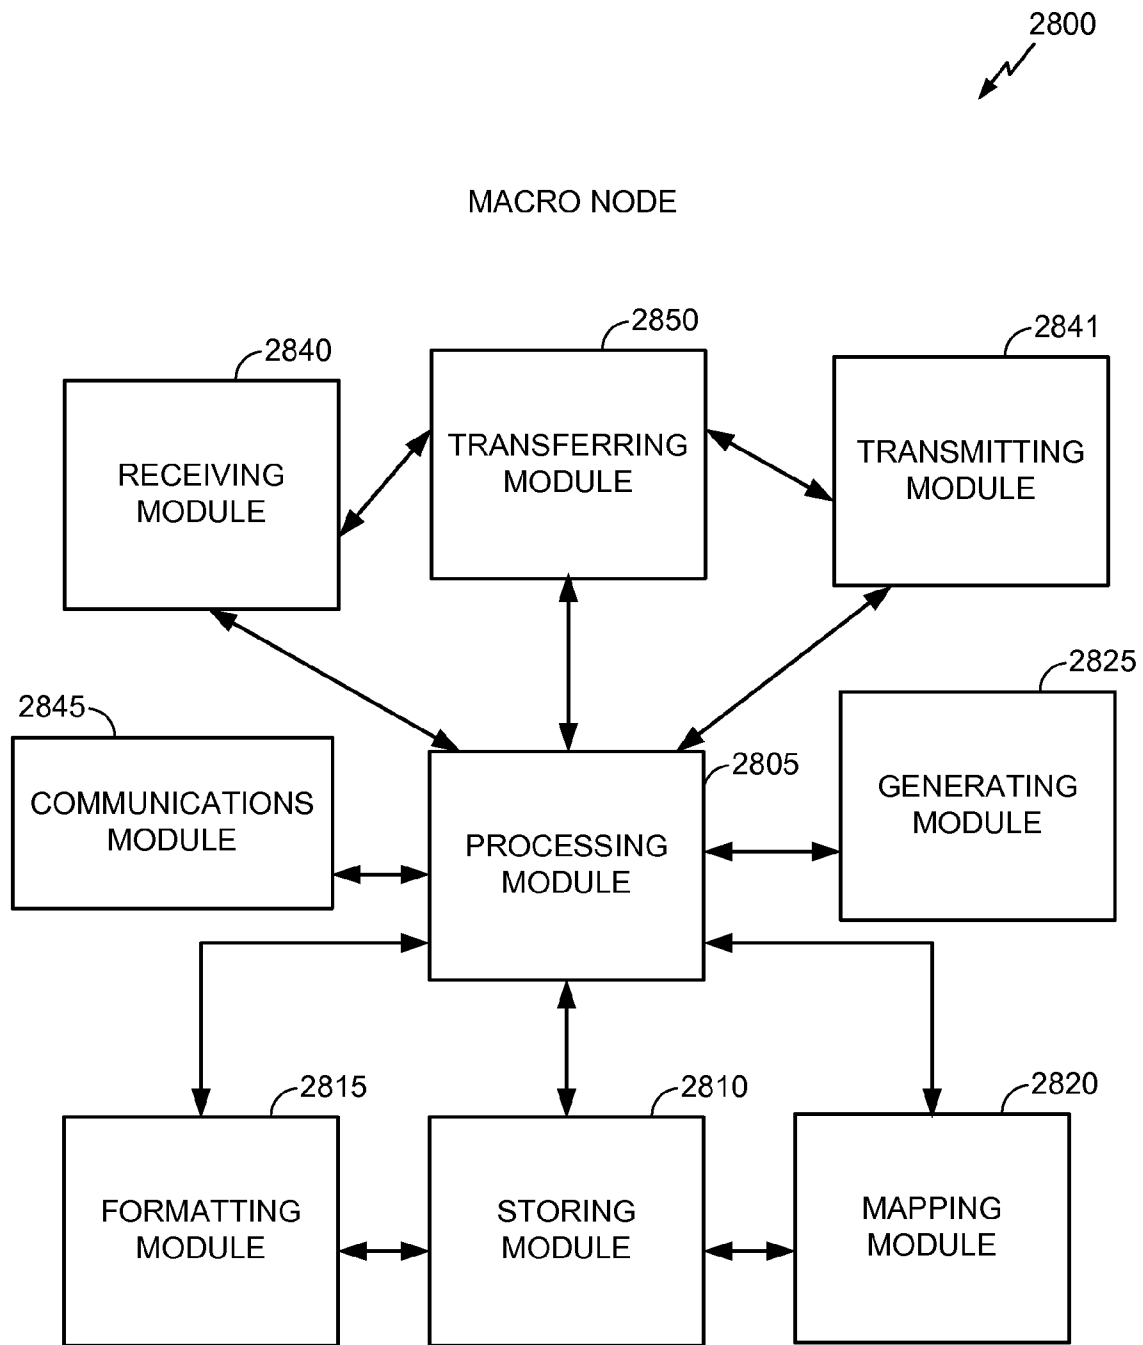 2800
MACRO NODE
2850
2841
2840
TRANSFERRING
MODULE
TRANSMITTING
MODULE
RECEIVING
MODULE
2825
2845
2805
GENERATING
MODULE
COMMUNICATIONS
MODULE
PROCESSING
MODULE
2815
2810
2820
FORMATTING
MODULE
STORING
MODULE
MAPPING
MODULE